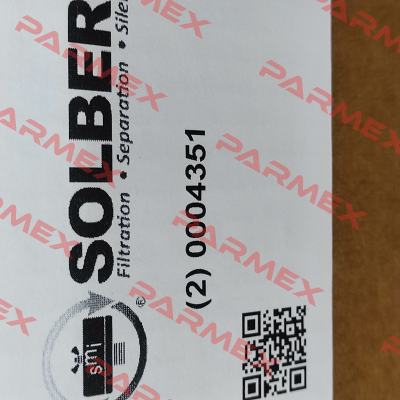 SOLBER
Filtration • Separation • Sile
(2) 0004351
smi
®
PARMEX